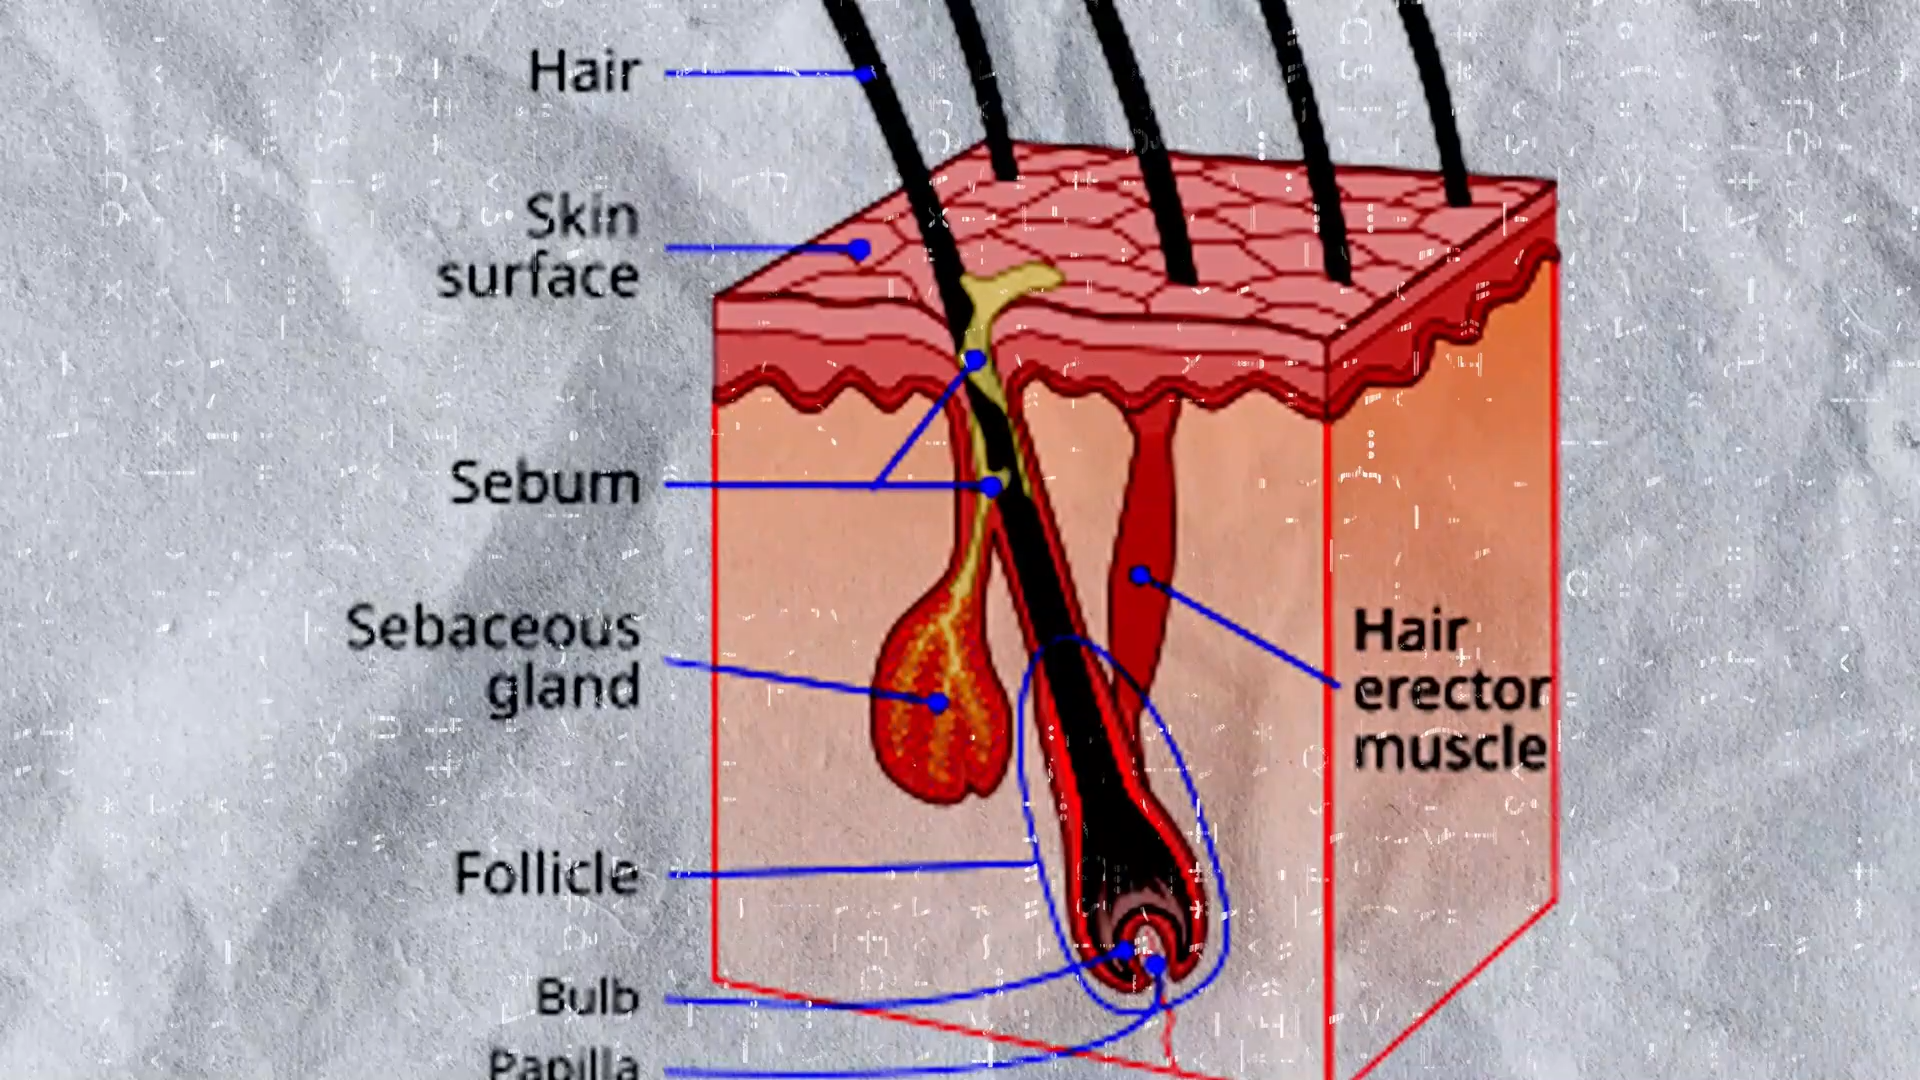 Hair
Skin
surface
Sebum
Sebaceous
gland
Hair
erector
muscle
Follicle
Bulb
Papilla